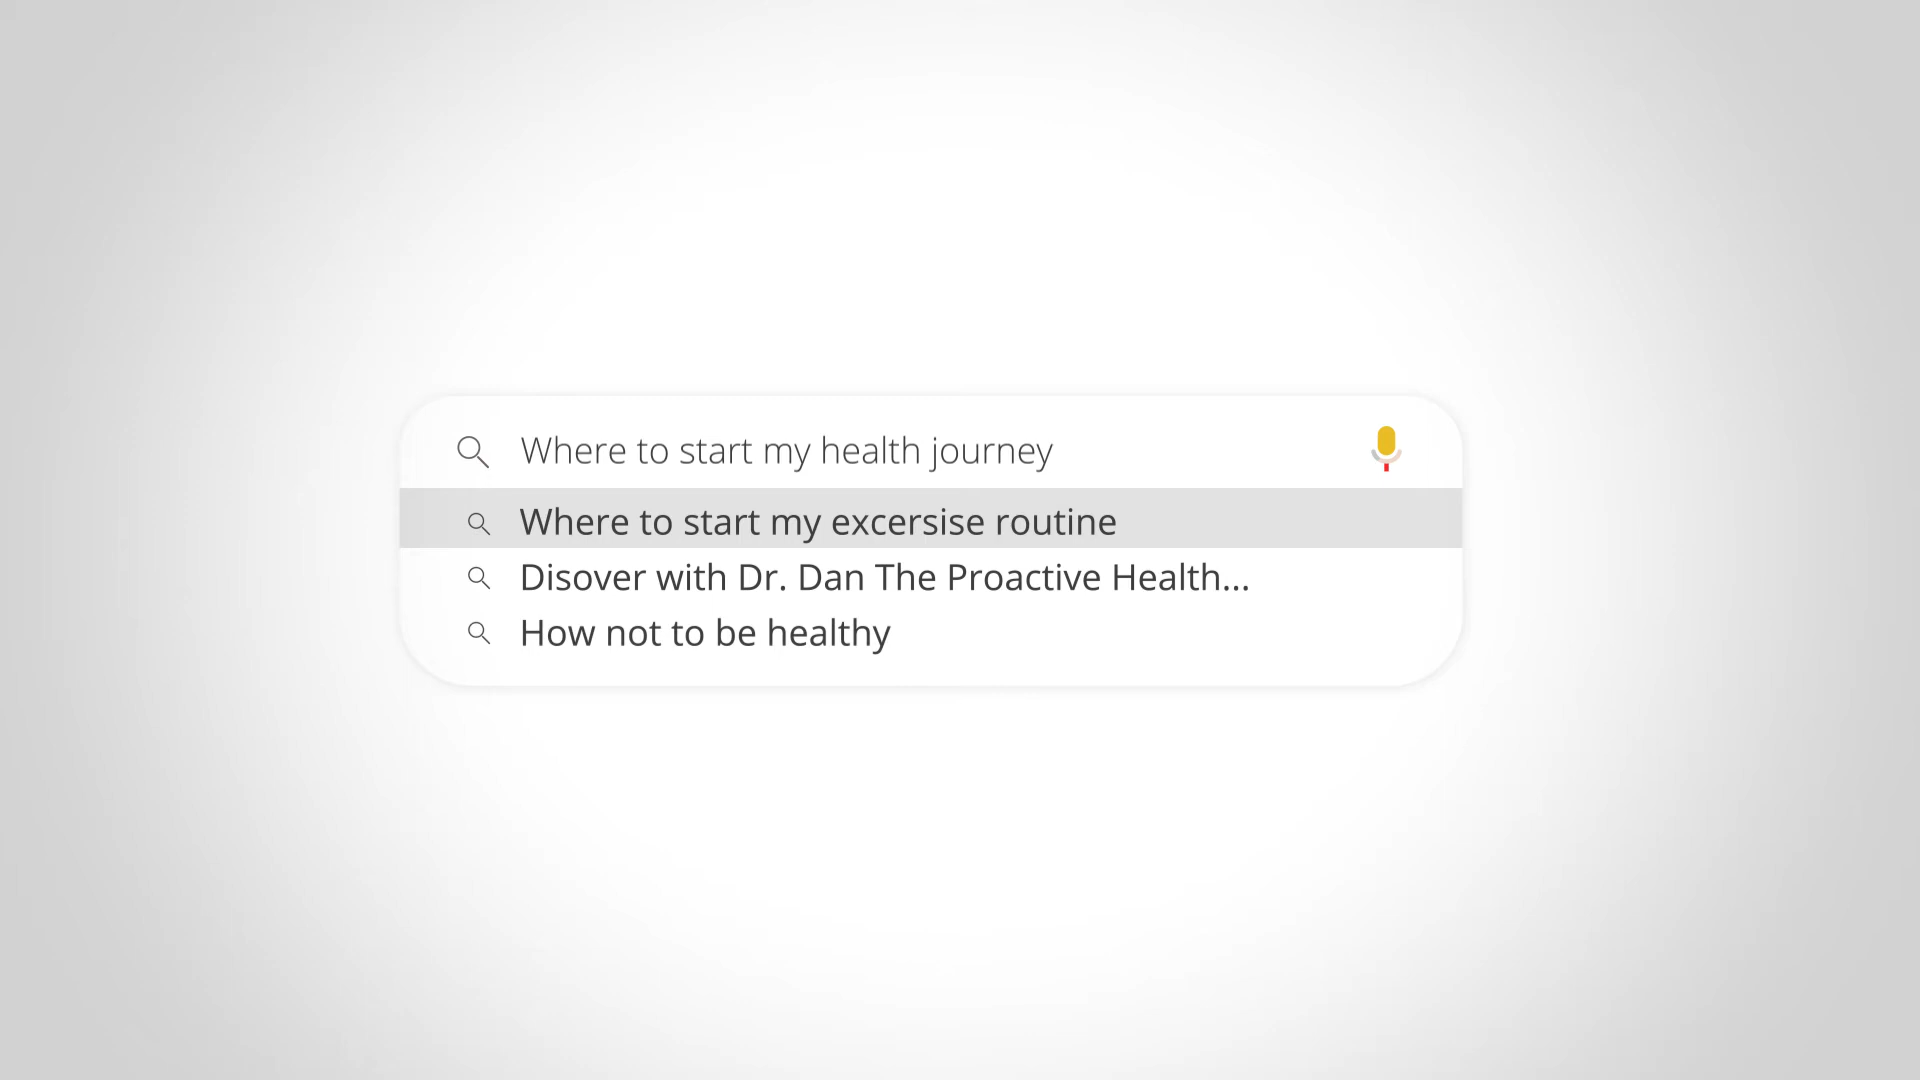 Where to start my health journey
Where to start my excersise routine
Disover with Dr. Dan The Proactive Health...
How not to be healthy